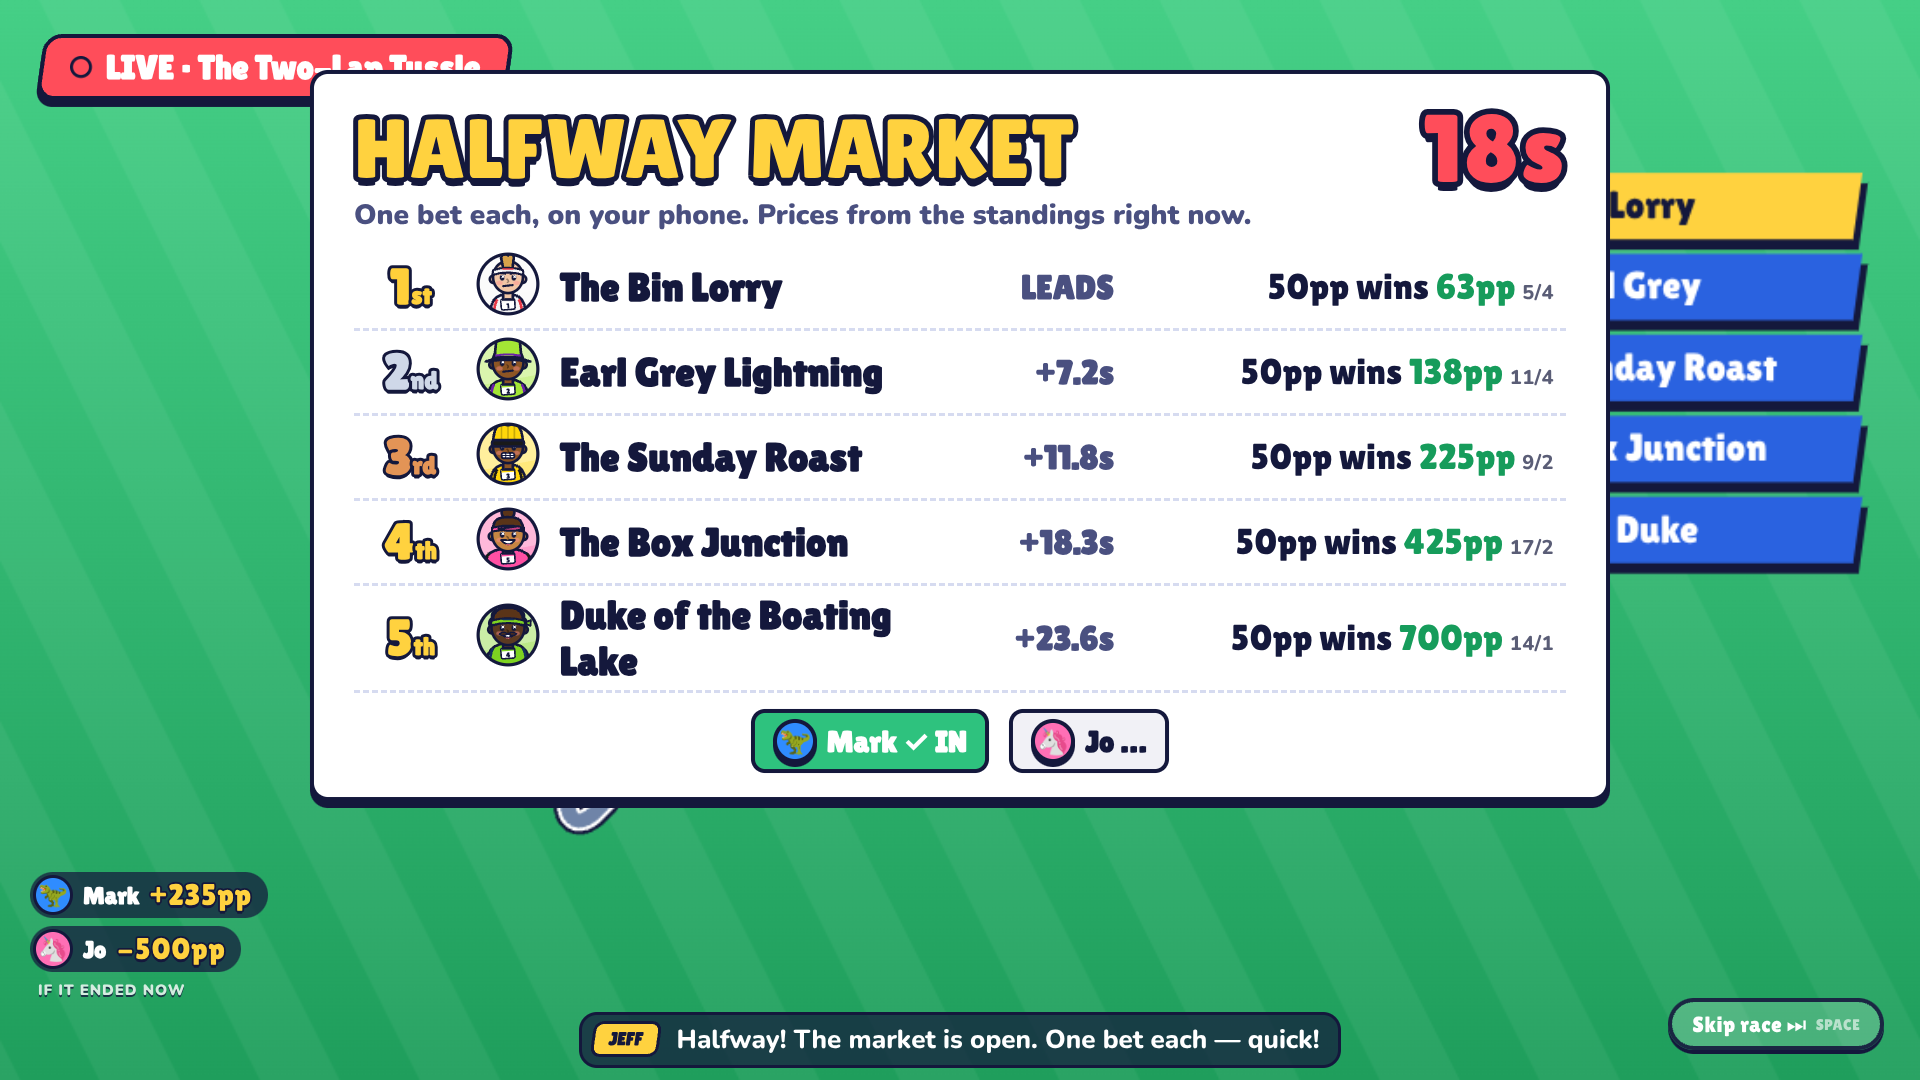 LIVE · The Two-Lap Tussle
HALFWAY MARKET
18s
One bet each, on your phone. Prices from the standings right now.
1st The Bin Lorry LEADS 50pp wins 63pp 5/4
2nd Earl Grey Lightning +7.2s 50pp wins 138pp 11/4
3rd The Sunday Roast +11.8s 50pp wins 225pp 9/2
4th The Box Junction +18.3s 50pp wins 425pp 17/2
5th Duke of the Boating
Lake +23.6s 50pp wins 700pp 14/1
Mark ✓ IN
Jo ...
Lorry
Grey
Roast
Junction
Duke
Mark +235pp
Jo −500pp
IF IT ENDED NOW
JEFF Halfway! The market is open. One bet each — quick!
Skip race ⏭ SPACE